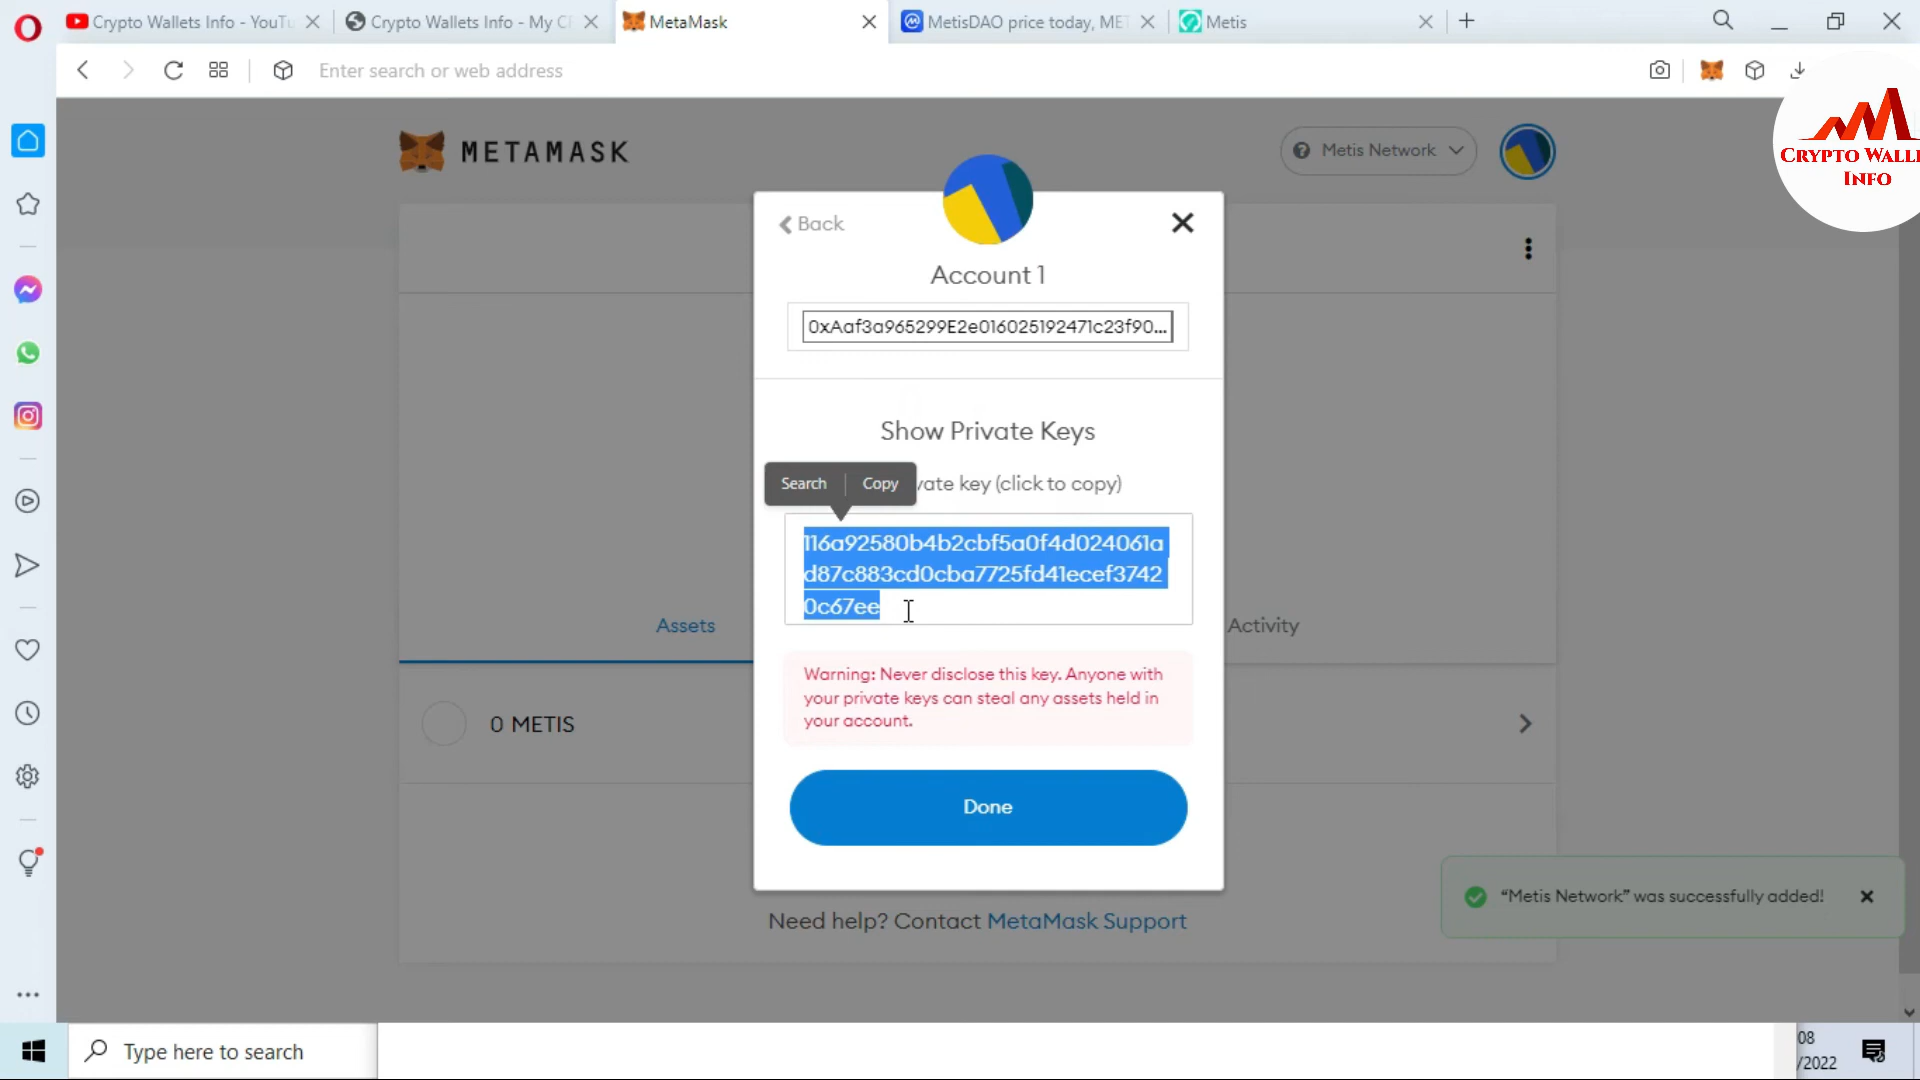 Crypto Wallets Info - YouTu
Crypto Wallets Info - My C
MetaMask
MetisDAO price today, MET
Metis
Enter search or web address
CRYPTO WALLE
INFO
METAMASK
Metis Network
Back
Account 1
0xAaf3a965299E2e016025192471c23f90...
Show Private Keys
Search
Copy
vate key (click to copy)
116a92580b4b2cbf5a0f4d024061a
d87c883cd0cba7725fd41ecef3742
0c67ee
Assets
Activity
Warning: Never disclose this key. Anyone with
your private keys can steal any assets held in
your account.
0 METIS
Done
"Metis Network" was successfully added!
Need help? Contact MetaMask Support
Type here to search
08
/2022